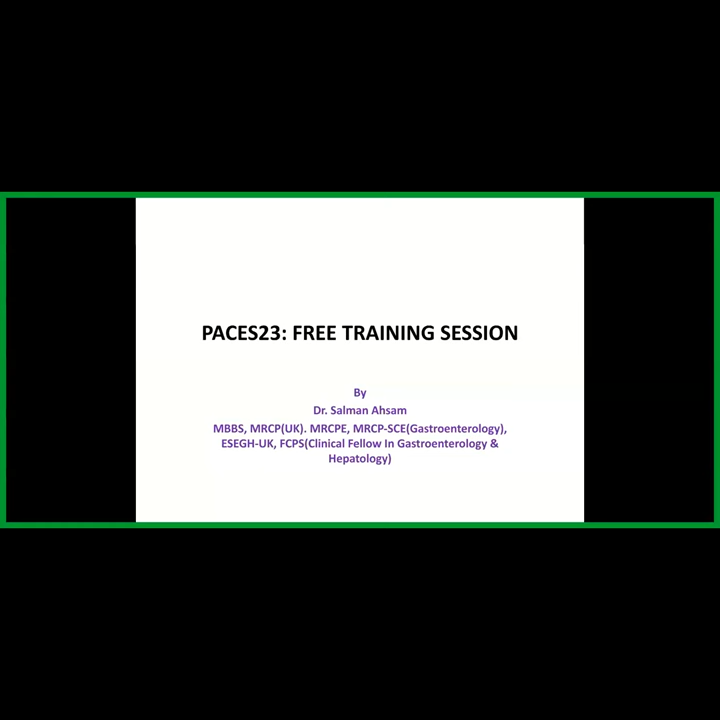 PACES23: FREE TRAINING SESSION
By
Dr. Salman Ahsam
MBBS, MRCP(UK). MRCPE, MRCP-SCE(Gastroenterology),
ESEGH-UK, FCPS(Clinical Fellow In Gastroenterology &
Hepatology)